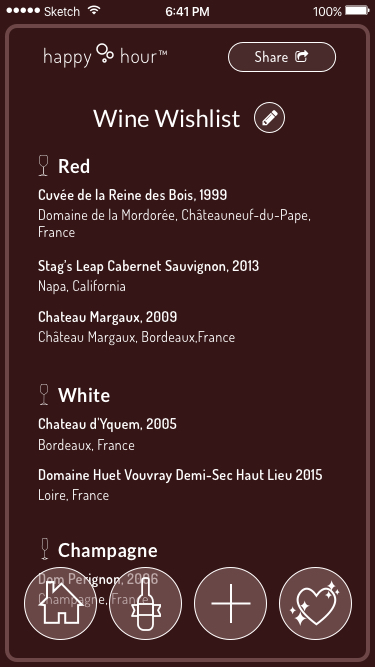 Sketch 6:41 PM 100%
happy hour™ Share
Wine Wishlist
Red
Cuvée de la Reine des Bois, 1999
Domaine de la Mordorée, Châteauneuf-du-Pape,
France
Stag's Leap Cabernet Sauvignon, 2013
Napa, California
Chateau Margaux, 2009
Château Margaux, Bordeaux,France
White
Chateau d'Yquem, 2005
Bordeaux, France
Domaine Huet Vouvray Demi-Sec Haut Lieu 2015
Loire, France
Champagne
Dom Perignon, 2006
Champagne, France